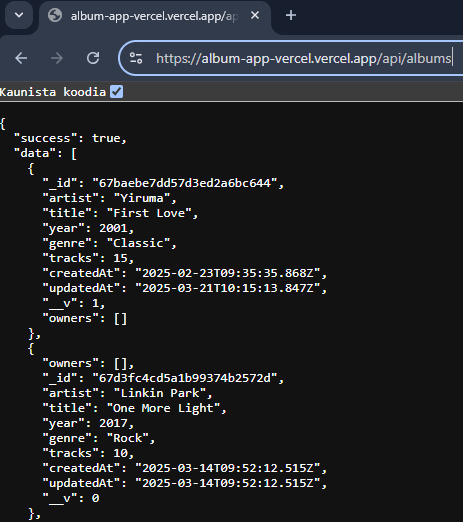 album-app-vercel.vercel.app/ap
https://album-app-vercel.vercel.app/api/albums
Kaunista koodia
{
  "success": true,
  "data": [
    {
      "_id": "67baebe7dd57d3ed2a6bc644",
      "artist": "Yiruma",
      "title": "First Love",
      "year": 2001,
      "genre": "Classic",
      "tracks": 15,
      "createdAt": "2025-02-23T09:35:35.868Z",
      "updatedAt": "2025-03-21T10:15:13.847Z",
      "__v": 1,
      "owners": []
    },
    {
      "owners": [],
      "_id": "67d3fc4cd5a1b99374b2572d",
      "artist": "Linkin Park",
      "title": "One More Light",
      "year": 2017,
      "genre": "Rock",
      "tracks": 10,
      "createdAt": "2025-03-14T09:52:12.515Z",
      "updatedAt": "2025-03-14T09:52:12.515Z",
      "__v": 0
    },